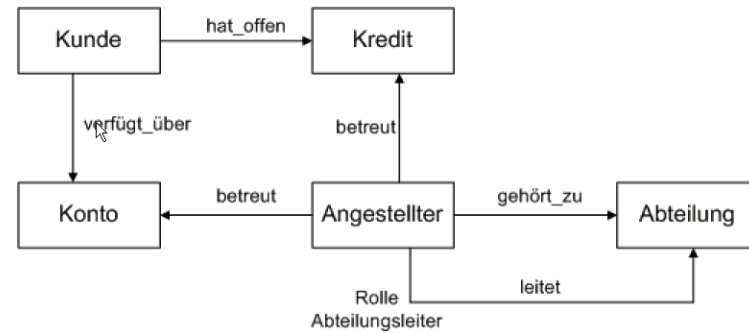 Kunde
hat_offen
Kredit
verfügt_über
betreut
Konto
betreut
Angestellter
gehört_zu
Abteilung
Rolle
Abteilungsleiter
leitet